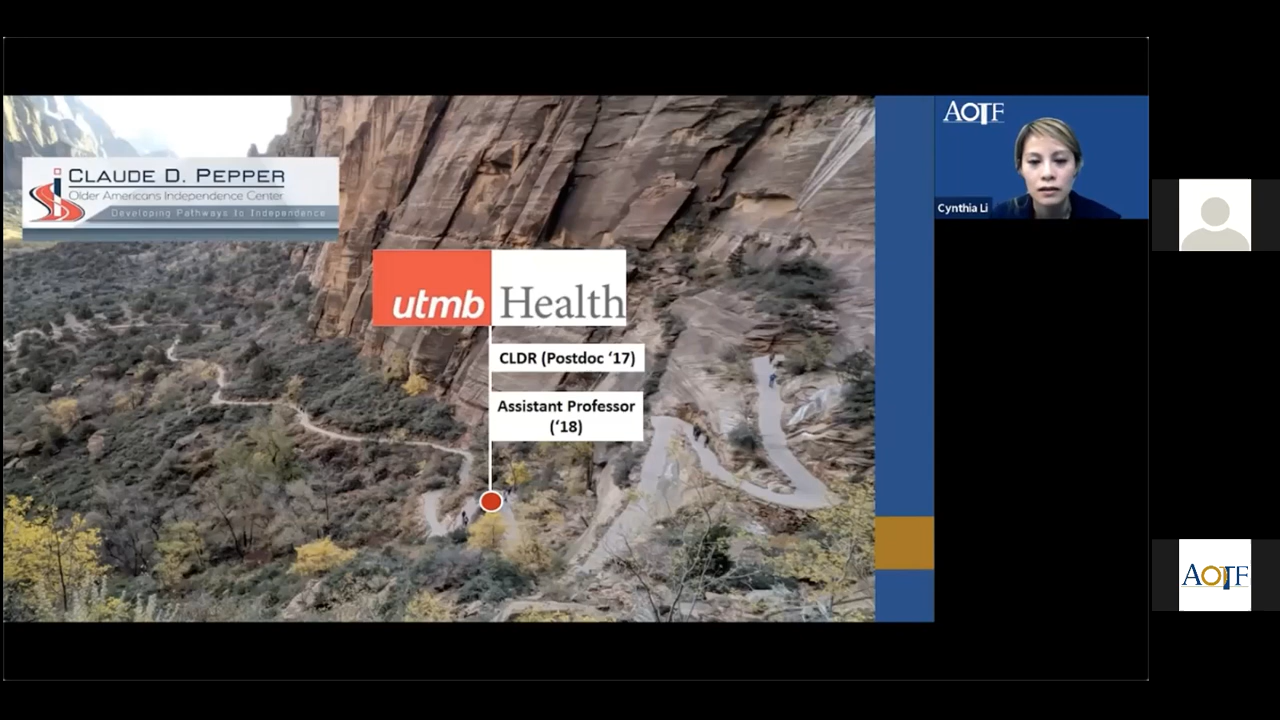 CLAUDE D. PEPPER
Older Americans Independence Center
Developing Pathways to Independence
utmb Health
CLDR (Postdoc ‘17)
Assistant Professor
(‘18)
AOTF
Cynthia Li
AOTF